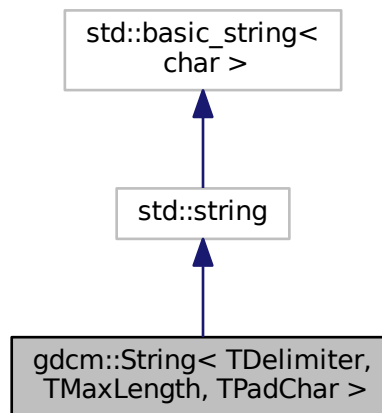 std::basic_string<
char >
std::string
gdcm::String< TDelimiter,
TMaxLength, TPadChar >